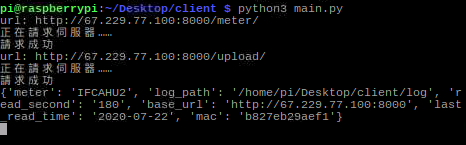 pi@raspberrypi:~/Desktop/client $ python3 main.py
url: http://67.229.77.100:8000/meter/
正在請求伺服器……
請求成功
url: http://67.229.77.100:8000/upload/
正在請求伺服器……
請求成功
{'meter': 'IFCAHU2', 'log_path': '/home/pi/Desktop/client/log', 'r
ead_second': '180', 'base_url': 'http://67.229.77.100:8000', 'last
_read_time': '2020-07-22', 'mac': 'b827eb29aef1'}